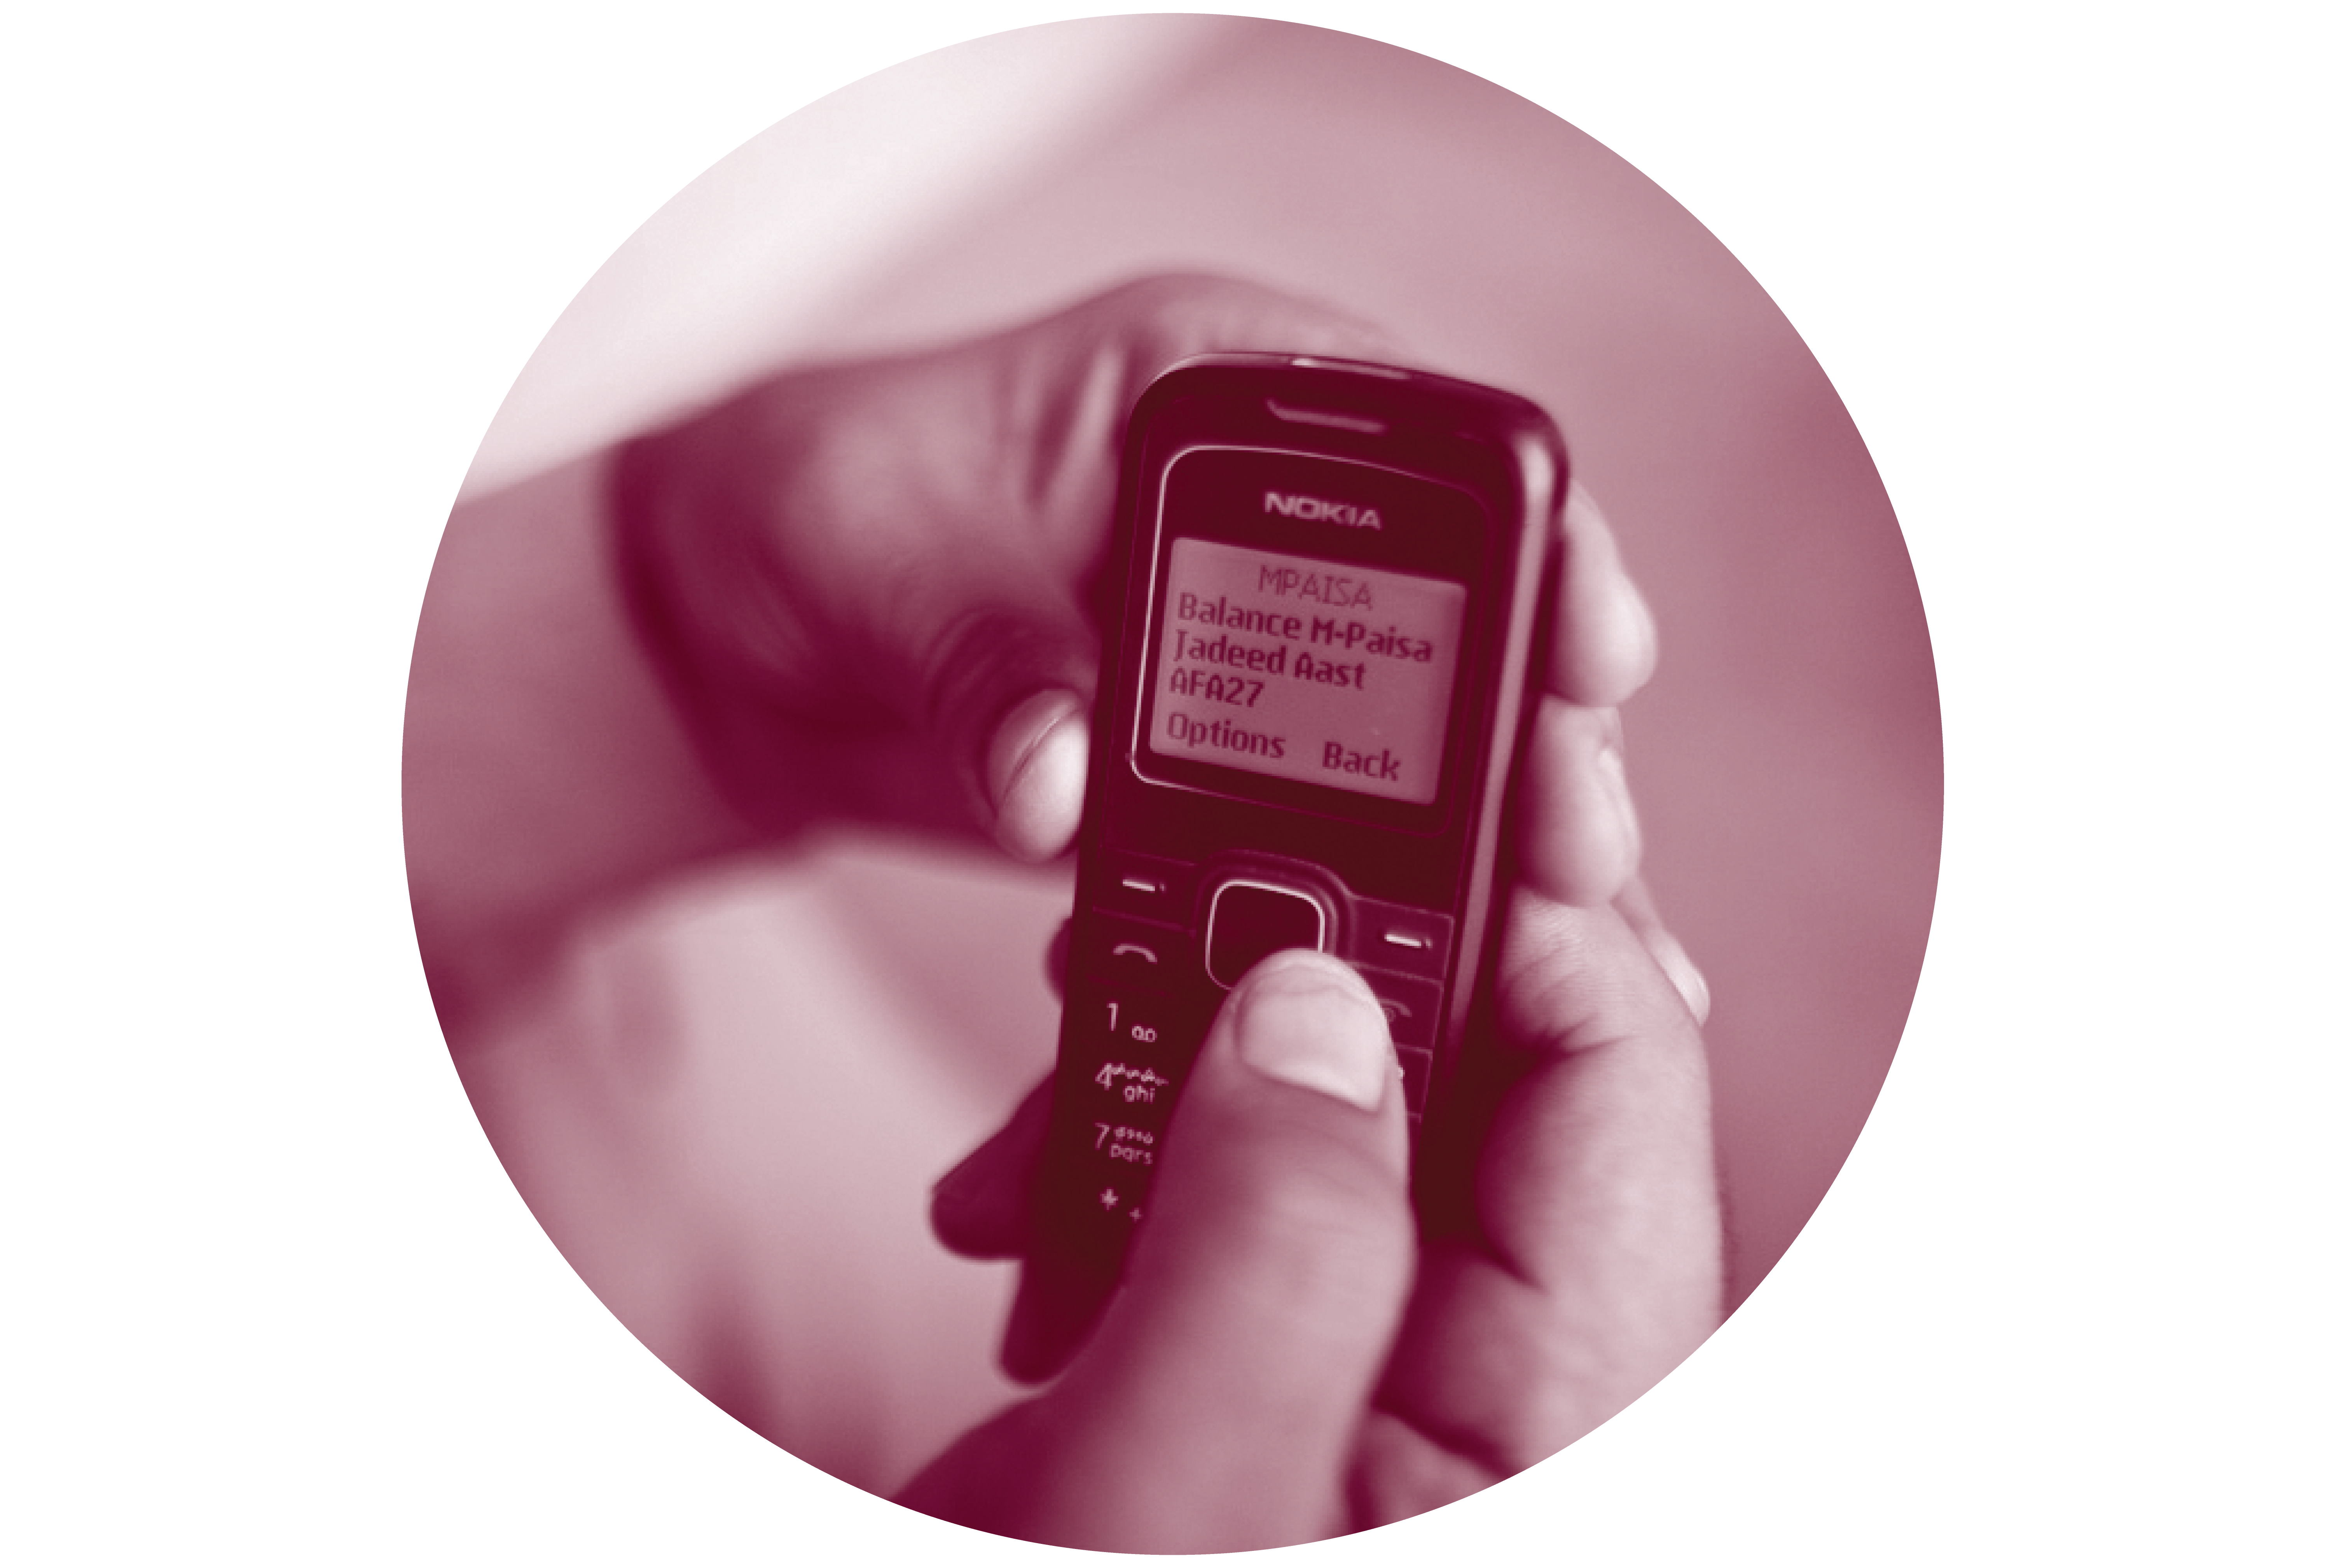 NOKIA
MPAISA
Balance M-Paisa
Jadeed Aast
AFA27
Options Back
1
4 ghi
7 pqrs
* +